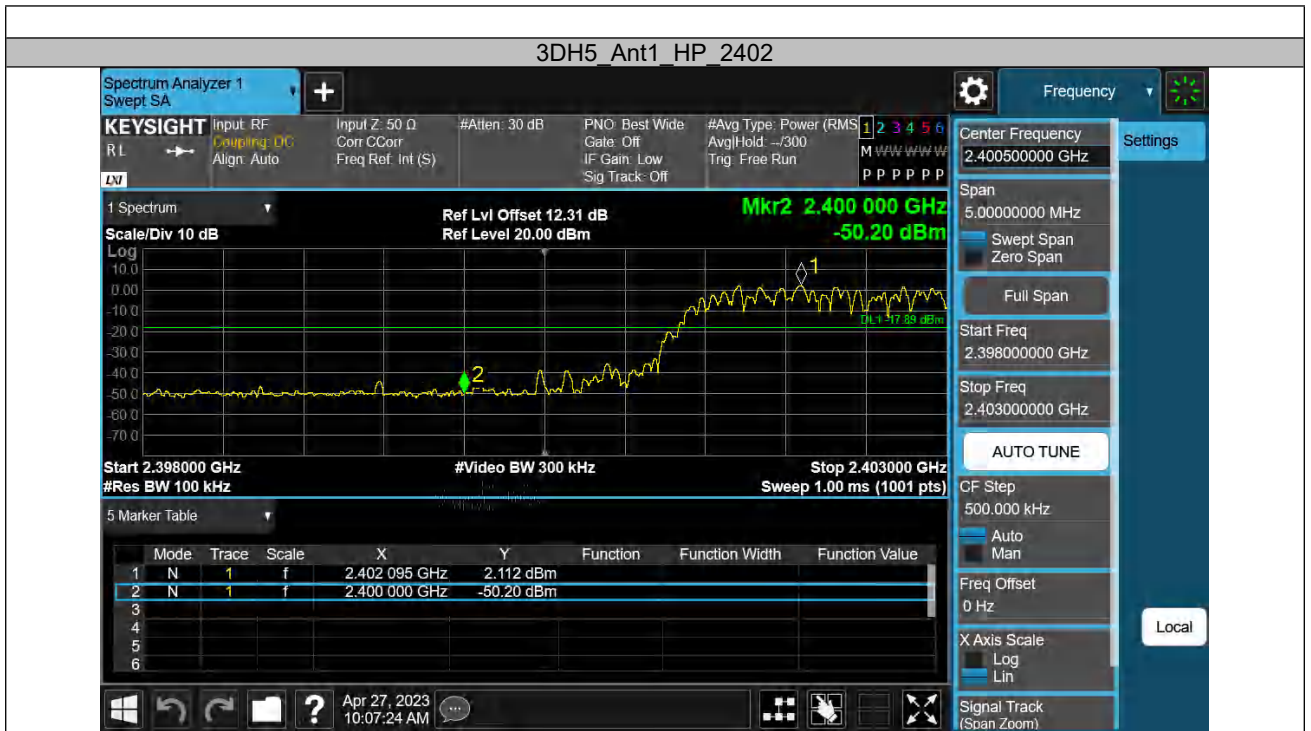 3DH5_Ant1_HP_2402
Spectrum Analyzer 1
Swept SA
Frequency
KEYSIGHT
RL
LXI
Input: RF
Coupling: DC
Align: Auto
Input Z: 50 Ω
Corr CCorr
Freq Ref: Int (S)
#Atten: 30 dB
PNO: Best Wide
Gate: Off
IF Gain: Low
Sig Track: Off
#Avg Type: Power (RMS
Avg|Hold: --/300
Trig: Free Run
1 2 3 4 5 6
M W W W W W
P P P P P P
Center Frequency
2.400500000 GHz
Settings
1 Spectrum
Scale/Div 10 dB
Ref Lvl Offset 12.31 dB
Ref Level 20.00 dBm
Mkr2 2.400 000 GHz
-50.20 dBm
Log
10.0
0.00
-10.0
-20.0
-30.0
-40.0
-50.0
-60.0
-70.0
1
2
DL1 -17.89 dBm
Start 2.398000 GHz
#Res BW 100 kHz
#Video BW 300 kHz
Stop 2.403000 GHz
Sweep 1.00 ms (1001 pts)
Span
5.00000000 MHz
Swept Span
Zero Span
Full Span
Start Freq
2.398000000 GHz
Stop Freq
2.403000000 GHz
AUTO TUNE
CF Step
500.000 kHz
Auto
Man
Freq Offset
0 Hz
X Axis Scale
Log
Lin
Signal Track
(Span Zoom)
Local
5 Marker Table
Mode Trace Scale X Y Function Function Width Function Value
1 N 1 f 2.402 095 GHz 2.112 dBm
2 N 1 f 2.400 000 GHz -50.20 dBm
3
4
5
6
?
Apr 27, 2023
10:07:24 AM